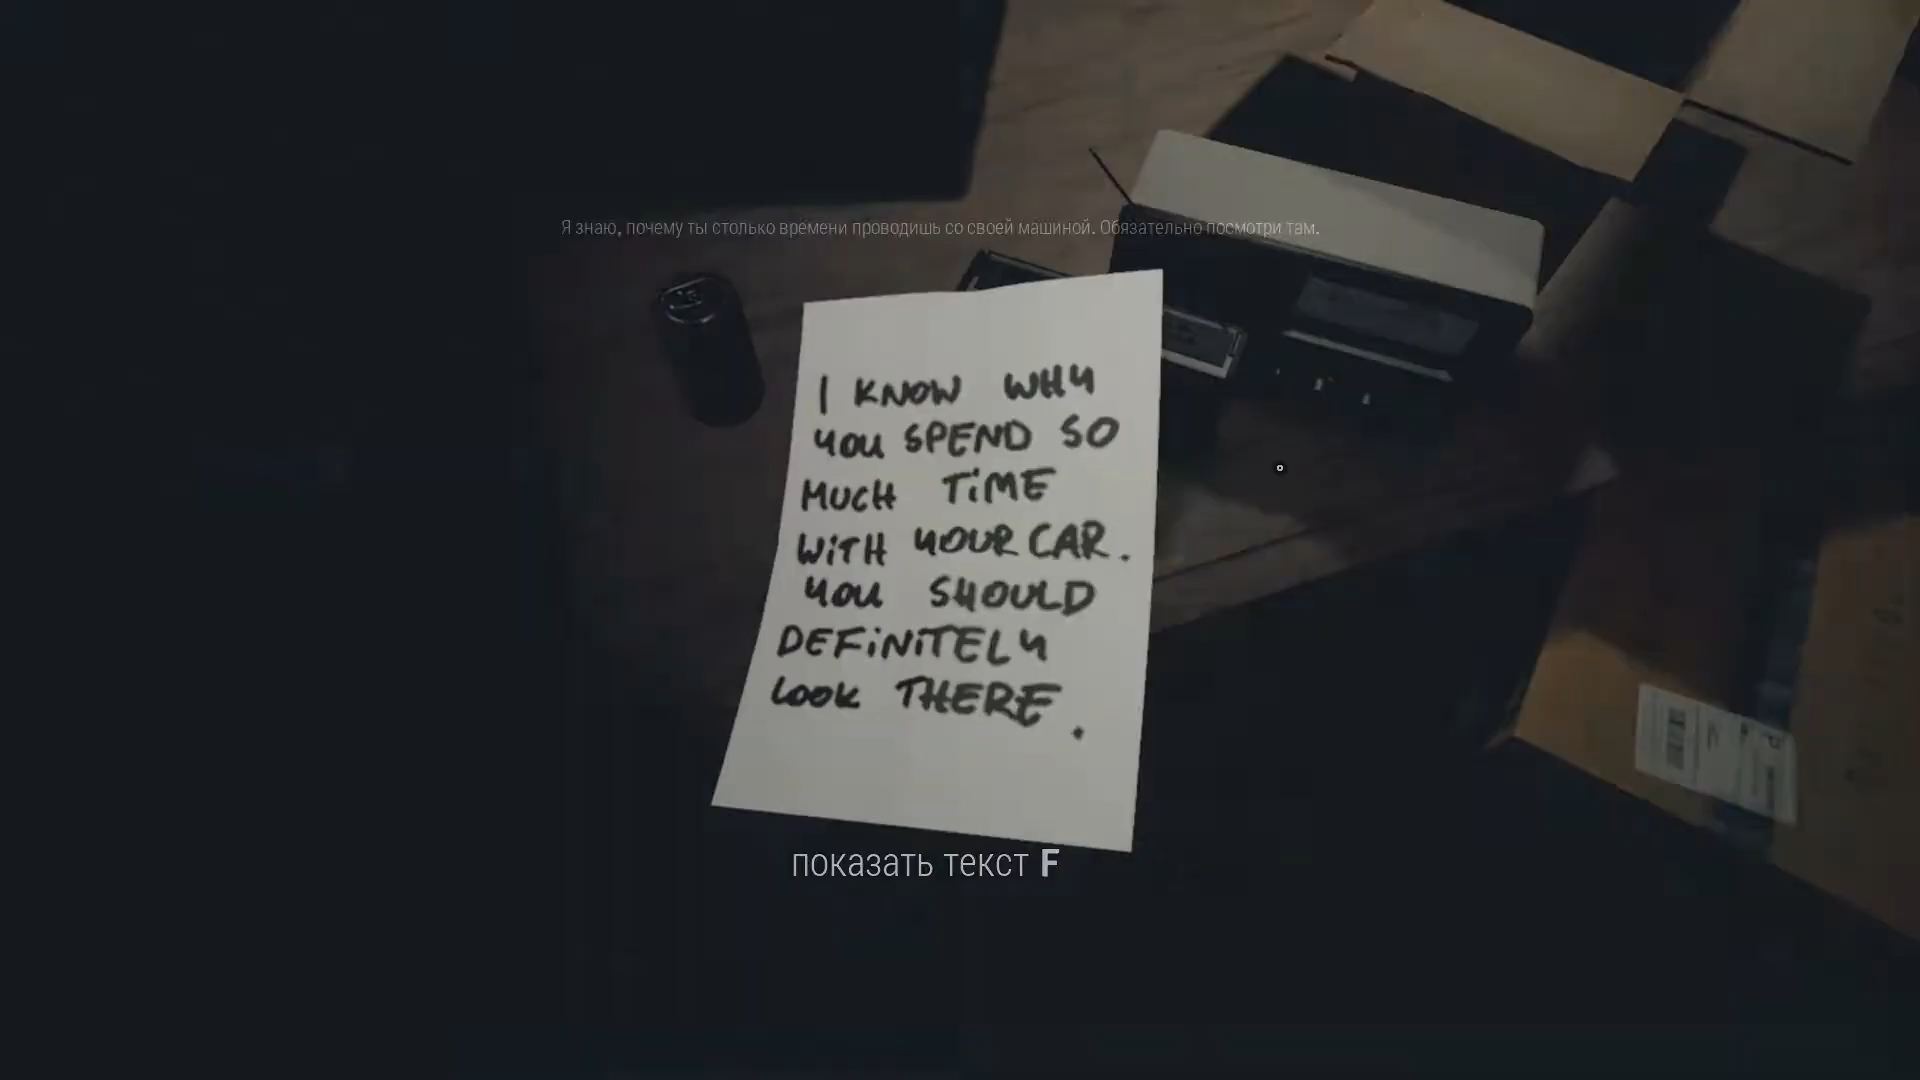 Я знаю, почему ты столько времени проводишь со своей машиной. Обязательно посмотри там.
I KNOW WHY
YOU SPEND SO
MUCH TiME
WiTH YOUR CAR.
YOU SHOULD
DEFiNiTELY
LOOK THERE.
показать текст F